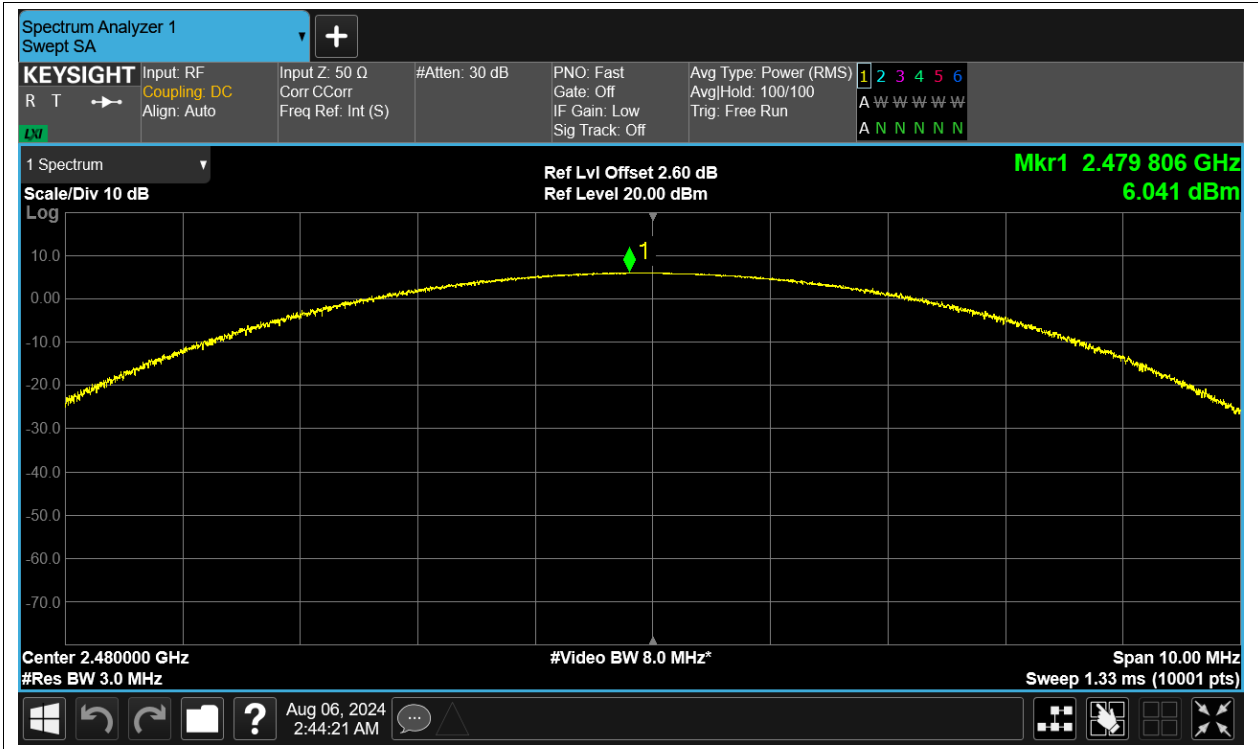 Spectrum Analyzer 1
Swept SA
KEYSIGHT
R T
LXI
Input: RF
Coupling: DC
Align: Auto
Input Z: 50 Ω
Corr CCorr
Freq Ref: Int (S)
#Atten: 30 dB
PNO: Fast
Gate: Off
IF Gain: Low
Sig Track: Off
Avg Type: Power (RMS)
Avg|Hold: 100/100
Trig: Free Run
1 2 3 4 5 6
A W W W W W
A N N N N N
1 Spectrum
Scale/Div 10 dB
Log
Ref Lvl Offset 2.60 dB
Ref Level 20.00 dBm
Mkr1 2.479 806 GHz
6.041 dBm
1
10.0
0.00
-10.0
-20.0
-30.0
-40.0
-50.0
-60.0
-70.0
Center 2.480000 GHz
#Res BW 3.0 MHz
#Video BW 8.0 MHz*
Span 10.00 MHz
Sweep 1.33 ms (10001 pts)
?
Aug 06, 2024
2:44:21 AM